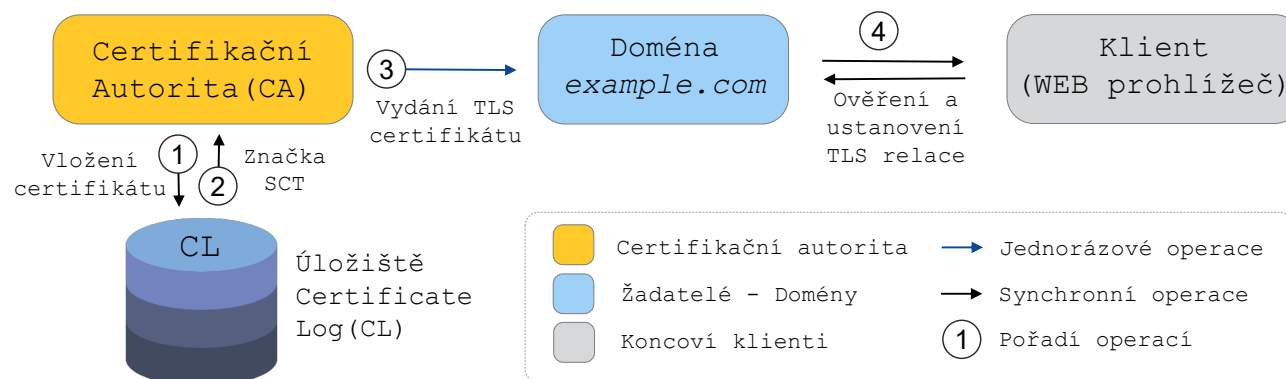 Certifikační
Autorita(CA)
3
Vydání TLS
certifikátu
Doména
example.com
4
Ověření a
ustanovení
TLS relace
Klient
(WEB prohlížeč)
Vložení
certifikátu
1
2
Značka
SCT
CL
Úložiště
Certificate
Log(CL)
Certifikační autorita
Jednorázové operace
Žadatelé - Domény
Synchronní operace
Koncoví klienti
1 Pořadí operací